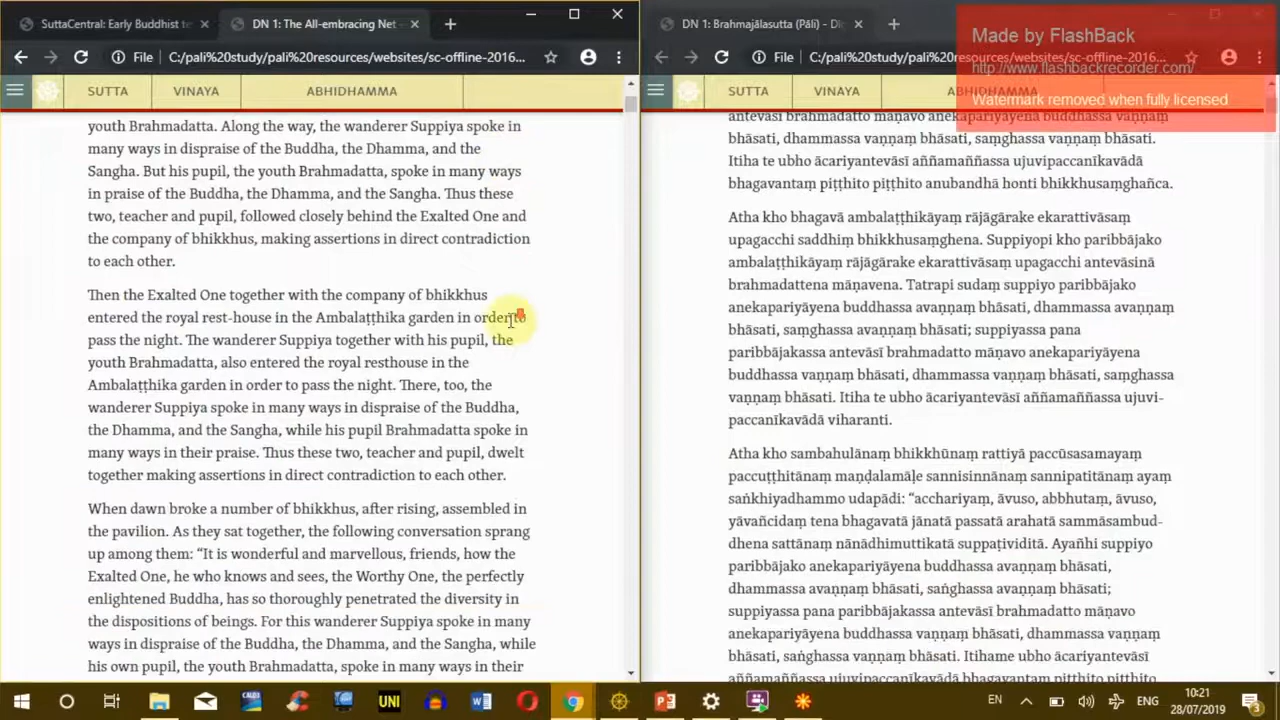 SuttaCentral: Early Buddhist te
DN 1: The All-embracing Net -
DN 1: Brahmajālasutta (Pāli) - Di
Made by FlashBack
http://www.flashbackrecorder.com/
Watermark removed when fully licensed
File C:/pali%20study/pali%20resources/websites/sc-offline-2016...
File C:/pali%20study/pali%20resources/websites/sc-offline-2016...
SUTTA VINAYA ABHIDHAMMA
SUTTA VINAYA ABHIDHAMMA
youth Brahmadatta. Along the way, the wanderer Suppiya spoke in
many ways in dispraise of the Buddha, the Dhamma, and the
Sangha. But his pupil, the youth Brahmadatta, spoke in many ways
in praise of the Buddha, the Dhamma, and the Sangha. Thus these
two, teacher and pupil, followed closely behind the Exalted One and
the company of bhikkhus, making assertions in direct contradiction
to each other.
Then the Exalted One together with the company of bhikkhus
entered the royal rest-house in the Ambalaṭṭhika garden in order to
pass the night. The wanderer Suppiya together with his pupil, the
youth Brahmadatta, also entered the royal resthouse in the
Ambalaṭṭhika garden in order to pass the night. There, too, the
wanderer Suppiya spoke in many ways in dispraise of the Buddha,
the Dhamma, and the Sangha, while his pupil Brahmadatta spoke in
many ways in their praise. Thus these two, teacher and pupil, dwelt
together making assertions in direct contradiction to each other.
When dawn broke a number of bhikkhus, after rising, assembled in
the pavilion. As they sat together, the following conversation sprang
up among them: “It is wonderful and marvellous, friends, how the
Exalted One, he who knows and sees, the Worthy One, the perfectly
enlightened Buddha, has so thoroughly penetrated the diversity in
the dispositions of beings. For this wanderer Suppiya spoke in many
ways in dispraise of the Buddha, the Dhamma, and the Sangha, while
his own pupil, the youth Brahmadatta, spoke in many ways in their
antevāsī brahmadatto māṇavo anekapariyāyena buddhassa vaṇṇaṃ
bhāsati, dhammassa vaṇṇaṃ bhāsati, saṃghassa vaṇṇaṃ bhāsati.
Itiha te ubho ācariyantevāsī aññamaññassa ujuvipaccanīkavādā
bhagavantaṃ piṭṭhito piṭṭhito anubandhā honti bhikkhusaṃghañca.
Atha kho bhagavā ambalaṭṭhikāyaṃ rājāgārake ekarattivāsaṃ
upagacchi saddhiṃ bhikkhusaṃghena. Suppiyopi kho paribbājako
ambalaṭṭhikāyaṃ rājāgārake ekarattivāsaṃ upagacchi antevāsinā
brahmadattena māṇavena. Tatrapi sudaṃ suppiyo paribbājako
anekapariyāyena buddhassa avaṇṇaṃ bhāsati, dhammassa avaṇṇaṃ
bhāsati, saṃghassa avaṇṇaṃ bhāsati; suppiyassa pana
paribbājakassa antevāsī brahmadatto māṇavo anekapariyāyena
buddhassa vaṇṇaṃ bhāsati, dhammassa vaṇṇaṃ bhāsati, saṃghassa
vaṇṇaṃ bhāsati. Itiha te ubho ācariyantevāsī aññamaññassa ujuvi-
paccanīkavādā viharanti.
Atha kho sambahulānaṃ bhikkhūnaṃ rattiyā paccūsasamayaṃ
paccuṭṭhitānaṃ maṇḍalamāḷe sannisinnānaṃ sannipatitānaṃ ayaṃ
saṅkhiyadhammo udapādi: “acchariyaṃ, āvuso, abbhutaṃ, āvuso,
yāvañcidaṃ tena bhagavatā jānatā passatā arahatā sammāsambud-
dhena sattānaṃ nānādhimuttikatā suppaṭividitā. Ayañhi suppiyo
paribbājako anekapariyāyena buddhassa avaṇṇaṃ bhāsati,
dhammassa avaṇṇaṃ bhāsati, saṅghassa avaṇṇaṃ bhāsati;
suppiyassa pana paribbājakassa antevāsī brahmadatto māṇavo
anekapariyāyena buddhassa vaṇṇaṃ bhāsati, dhammassa vaṇṇaṃ
bhāsati, saṅghassa vaṇṇaṃ bhāsati. Itihame ubho ācariyantevāsī
aññamaññassa ujuvipaccanīkavādā bhagavantaṃ piṭṭhito piṭṭhito
UNI
EN
ENG
10:21
28/07/2019
3